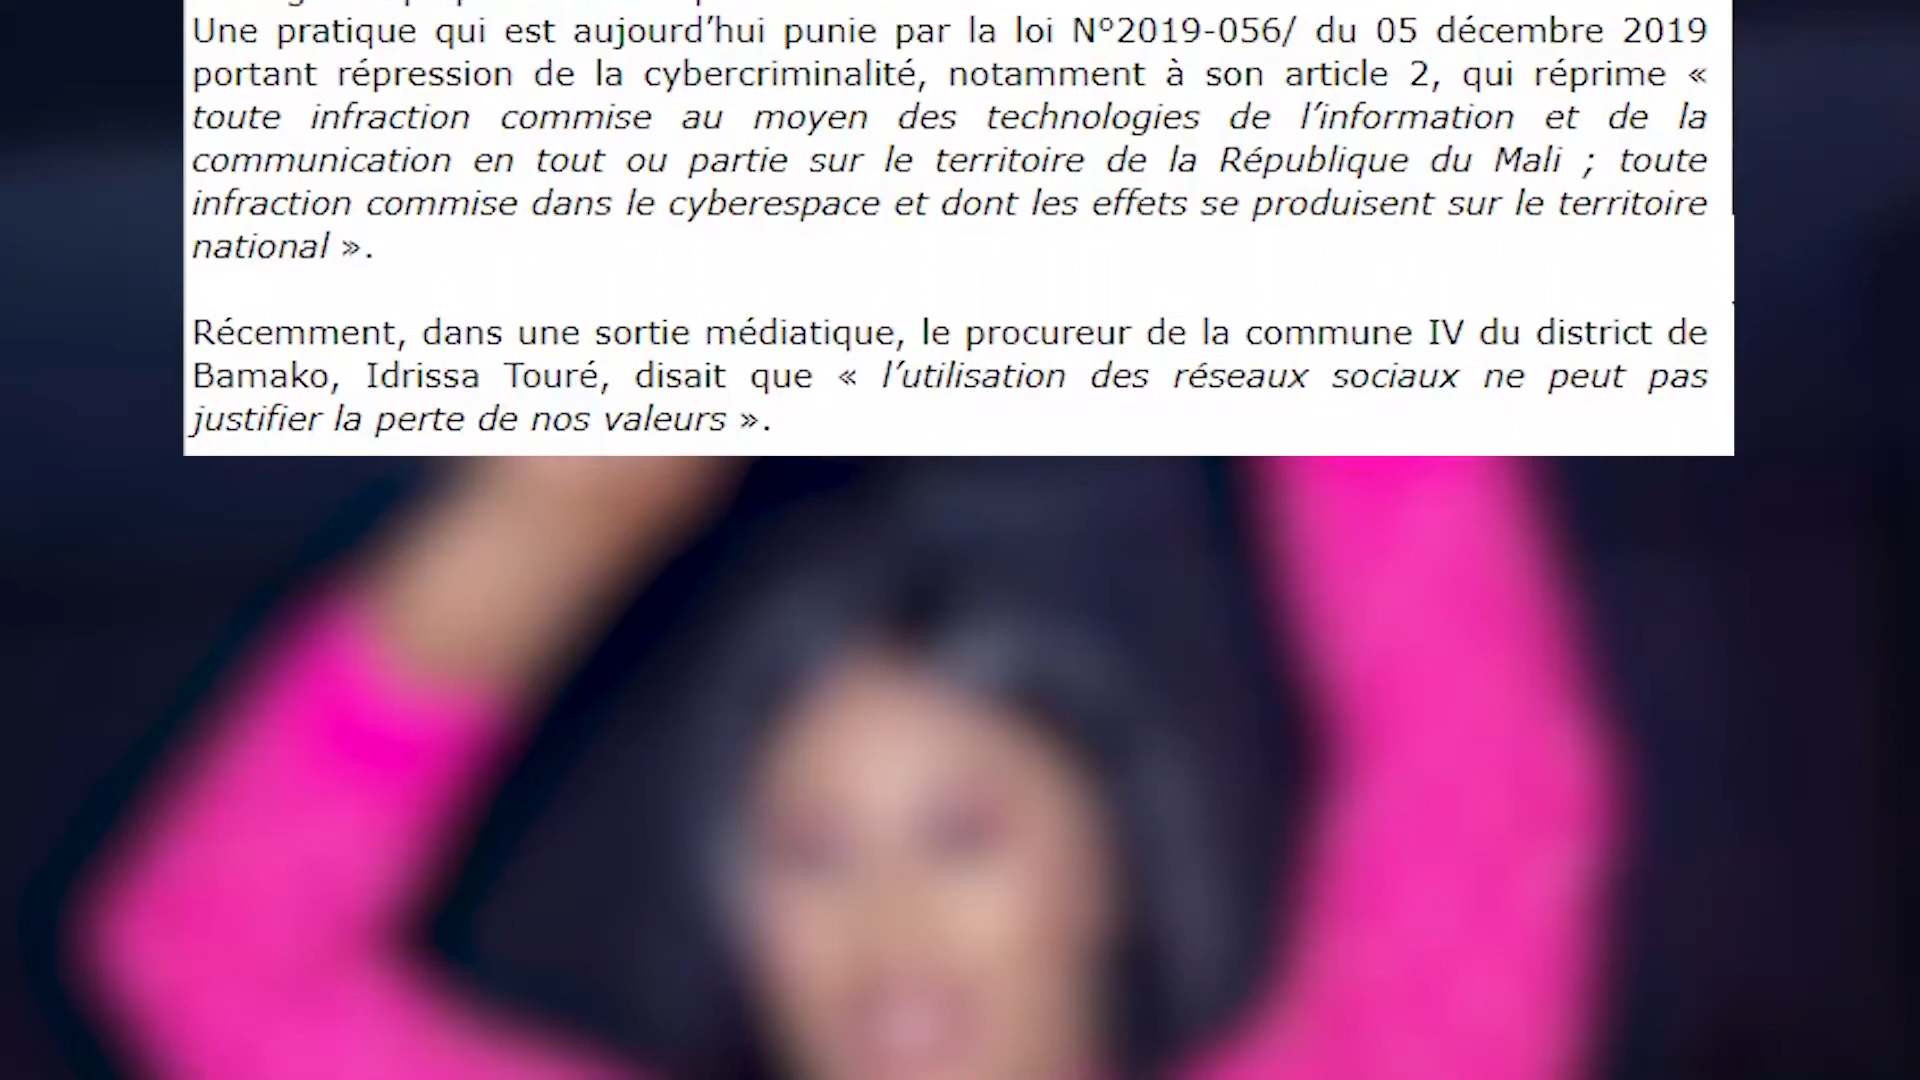 Une pratique qui est aujourd’hui punie par la loi Nº2019-056/ du 05 décembre 2019
portant répression de la cybercriminalité, notamment à son article 2, qui réprime «
toute infraction commise au moyen des technologies de l’information et de la
communication en tout ou partie sur le territoire de la République du Mali ; toute
infraction commise dans le cyberespace et dont les effets se produisent sur le territoire
national ».
Récemment, dans une sortie médiatique, le procureur de la commune IV du district de
Bamako, Idrissa Touré, disait que « l’utilisation des réseaux sociaux ne peut pas
justifier la perte de nos valeurs ».